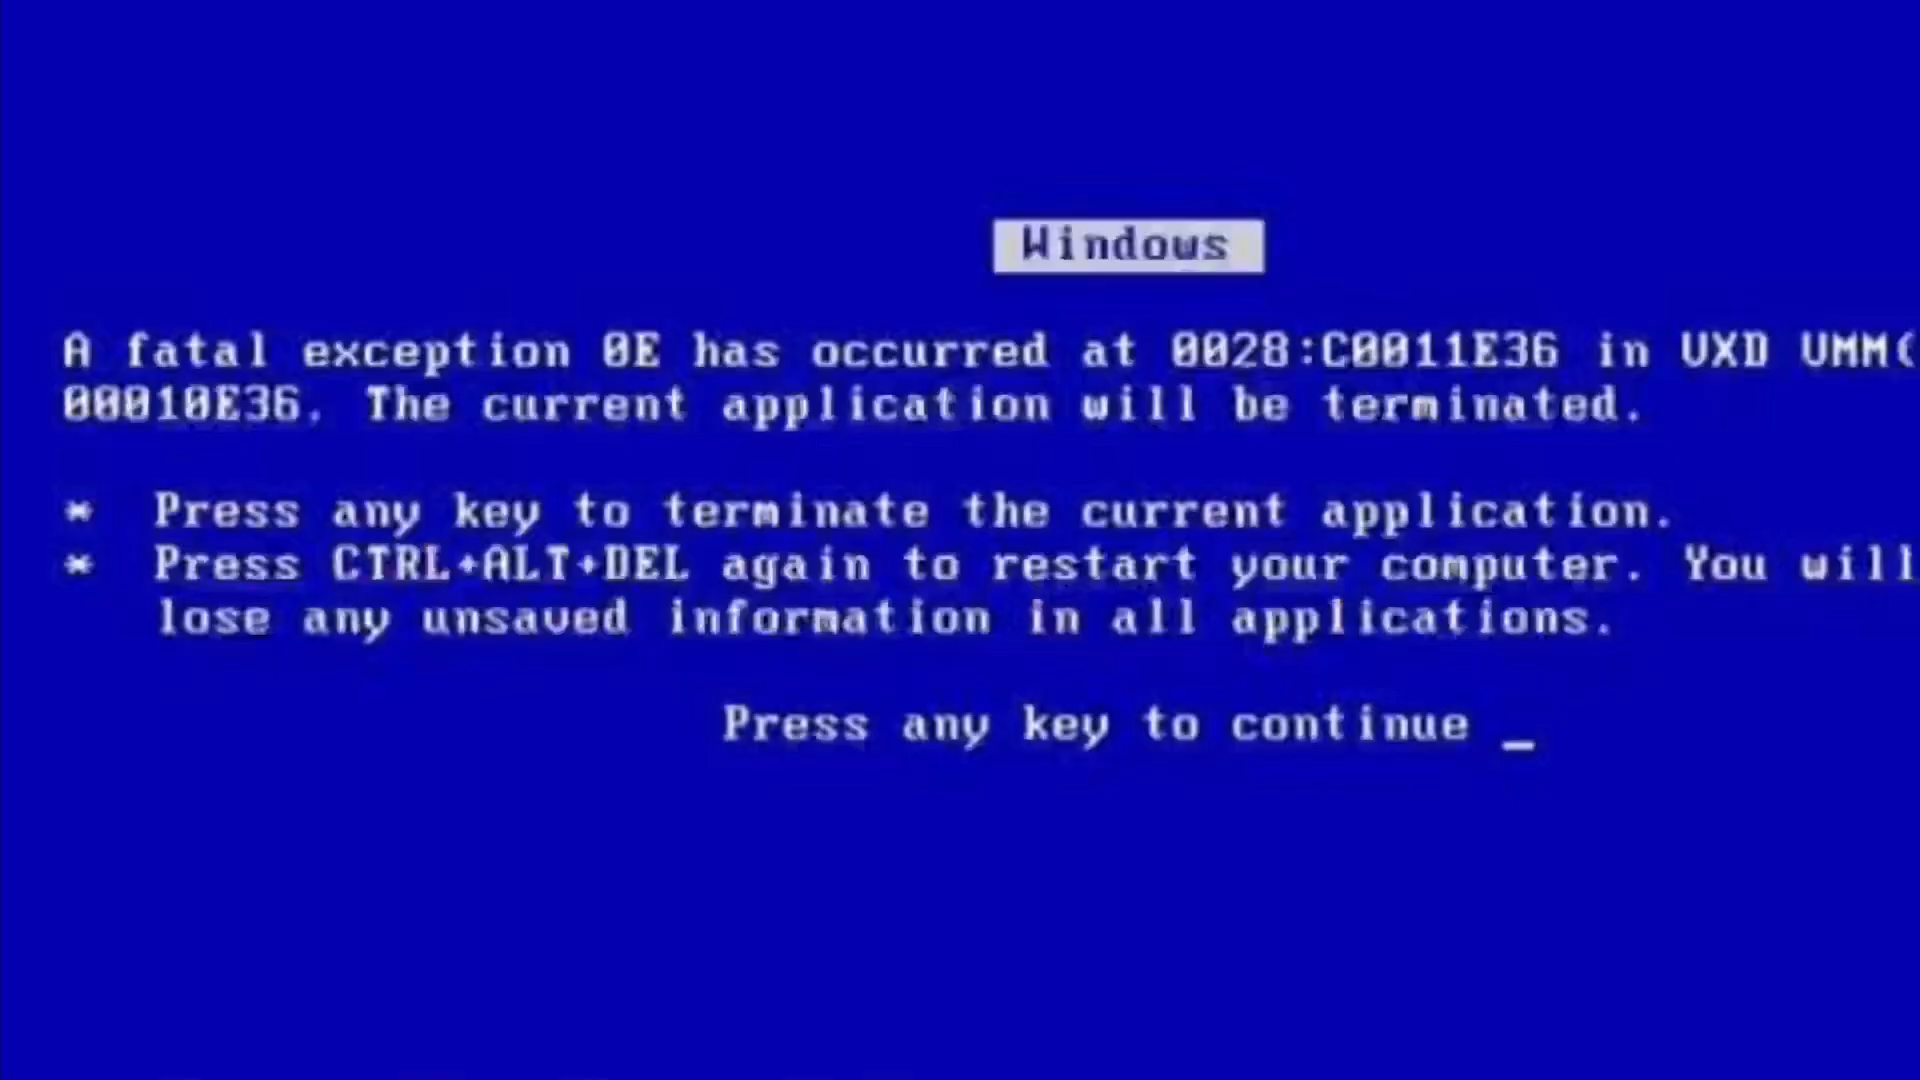 Windows
A fatal exception 0E has occurred at 0028:C0011E36 in VXD VMM(
00010E36. The current application will be terminated.
* Press any key to terminate the current application.
* Press CTRL+ALT+DEL again to restart your computer. You will
lose any unsaved information in all applications.
Press any key to continue _